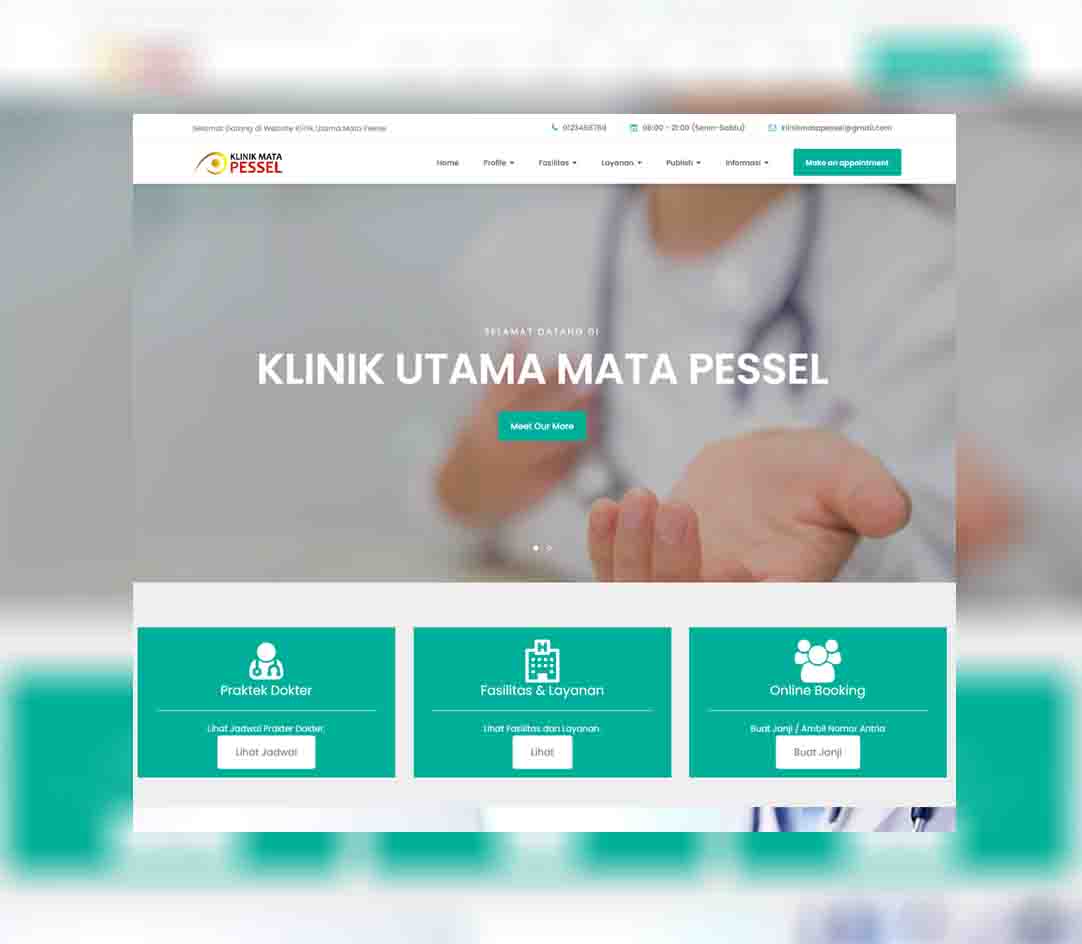 Selamat Datang di Website Klinik Utama Mata Pessel
08:00 - 21:00 (Senin-Sabtu)
klinikmatapessel@gmail.com
KLINIK MATA
PESSEL
Home Profile Fasilitas Layanan Publish Informasi Make an appointment
SELAMAT DATANG DI
KLINIK UTAMA MATA PESSEL
Meet Our More
Praktek Dokter
Lihat Jadwal Prakter Dokter
Lihat Jadwal
Fasilitas & Layanan
Lihat Fasilitas dan Layanan
Lihat
Online Booking
Buat Janji / Ambil Nomor Antria
Buat Janji